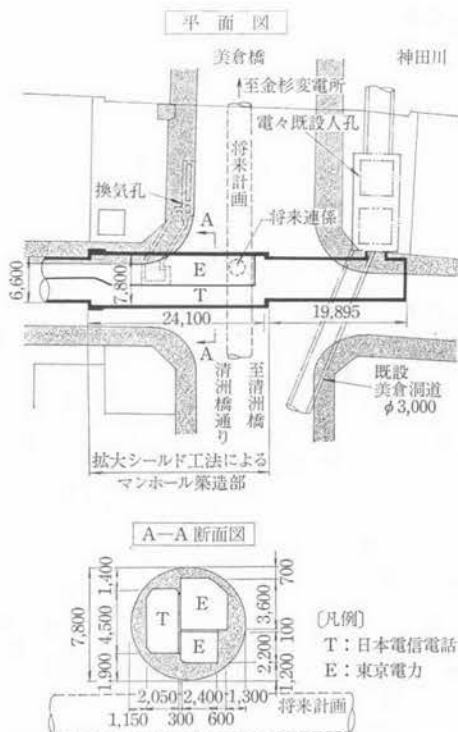 平面図
美倉橋
神田川
至金杉変電所
電々既設人孔
将来計画
換気孔
A
将来連係
E
T
6,600
7,800
24,100
19,895
A
清洲橋通り
至清洲橋
既設
美倉洞道
φ3,000
拡大シールド工法による
マンホール築造部
A—A断面図
7,800
1,400
4,500
1,900
T
E
E
700
3,600
100
2,200
1,200
〔凡例〕
T：日本電信電話
E：東京電力
2,050
2,400
1,300
将来計画
1,150
300
600